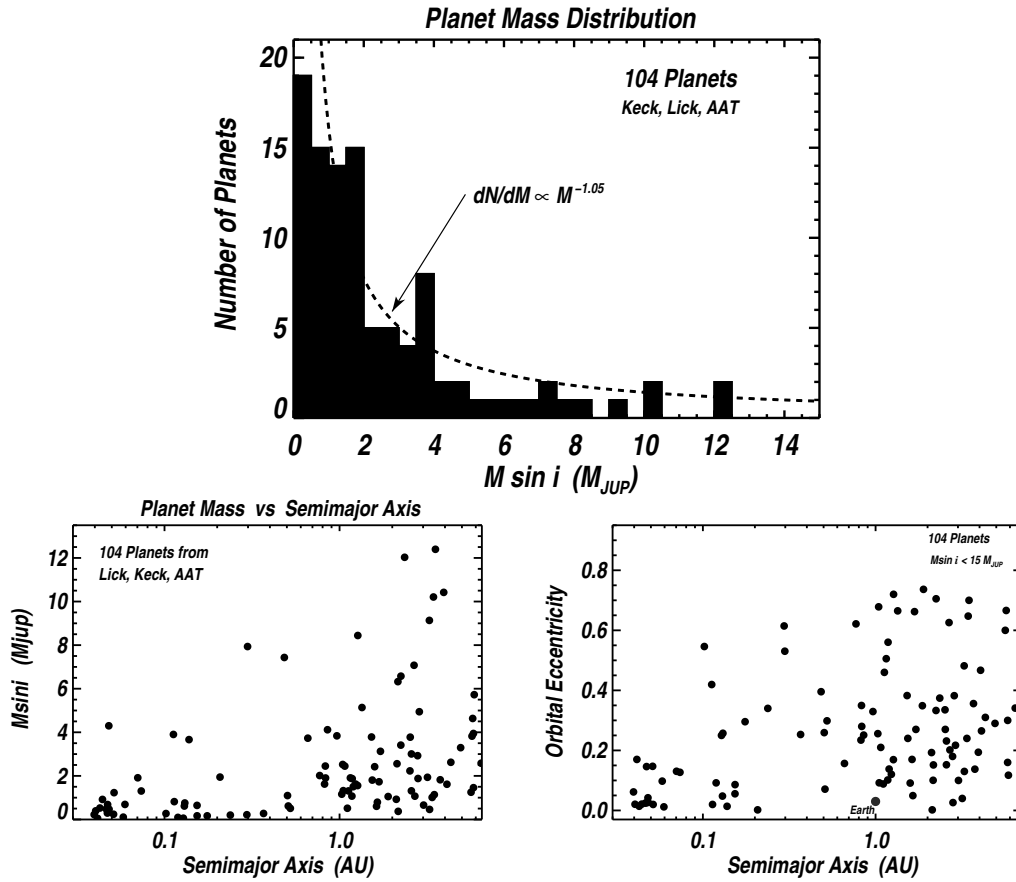 Planet Mass Distribution
20
15
10
5
0
Number of Planets
104 Planets
Keck, Lick, AAT
dN/dM ∝ M^−1.05
0 2 4 6 8 10 12 14
M sin i (M_JUP)
Planet Mass vs Semimajor Axis
12
10
8
6
4
2
0
Msini (Mjup)
104 Planets from
Lick, Keck, AAT
0.1 1.0
Semimajor Axis (AU)
0.8
0.6
0.4
0.2
0.0
Orbital Eccentricity
104 Planets
Msin i < 15 M_JUP
Earth
0.1 1.0
Semimajor Axis (AU)